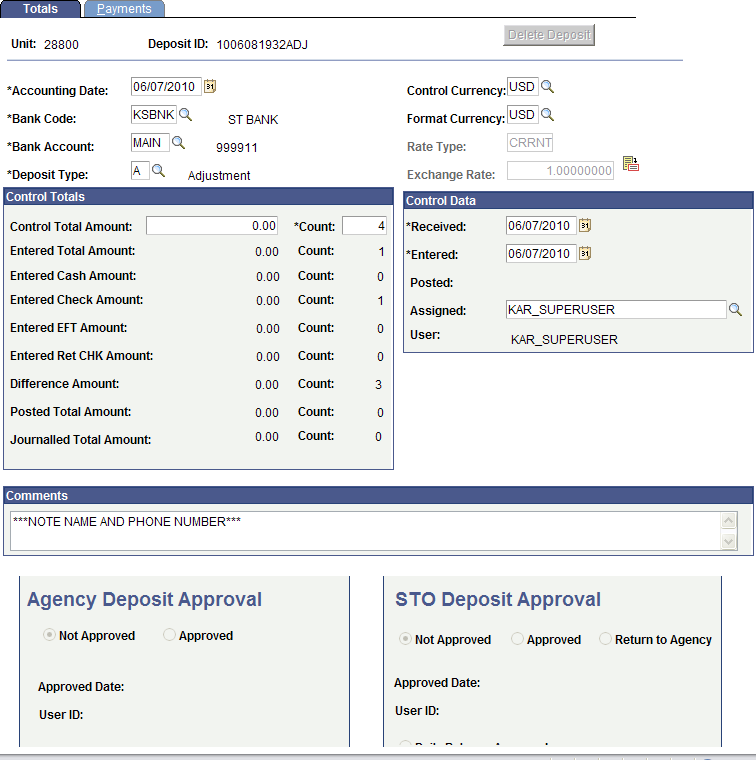 Totals Payments
Unit: 28800 Deposit ID: 1006081932ADJ Delete Deposit
*Accounting Date: 06/07/2010 31 Control Currency: USD
*Bank Code: KSBNK ST BANK Format Currency: USD
*Bank Account: MAIN 999911 Rate Type: CRRNT
*Deposit Type: A Adjustment Exchange Rate: 1.00000000
Control Totals
Control Total Amount: 0.00 *Count: 4
Entered Total Amount: 0.00 Count: 1
Entered Cash Amount: 0.00 Count: 0
Entered Check Amount: 0.00 Count: 1
Entered EFT Amount: 0.00 Count: 0
Entered Ret CHK Amount: 0.00 Count: 0
Difference Amount: 0.00 Count: 3
Posted Total Amount: 0.00 Count: 0
Journalled Total Amount: 0.00 Count: 0
Control Data
*Received: 06/07/2010 31
*Entered: 06/07/2010 31
Posted:
Assigned: KAR_SUPERUSER
User: KAR_SUPERUSER
Comments
***NOTE NAME AND PHONE NUMBER***
Agency Deposit Approval
Not Approved Approved
Approved Date:
User ID:
STO Deposit Approval
Not Approved Approved Return to Agency
Approved Date:
User ID: